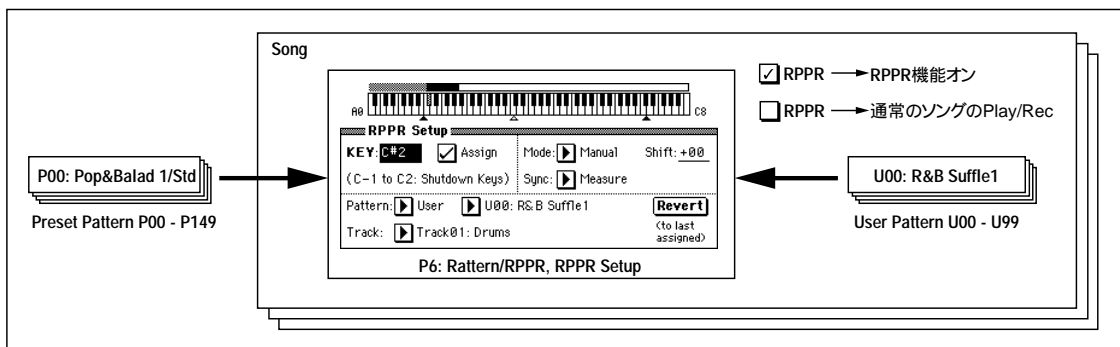 Song
RPPR → RPPR機能オン
RPPR → 通常のソングのPlay/Rec
A0
C8
RPPR Setup
KEY: C#2 Assign Mode: Manual Shift: +00
(C-1 to C2: Shutdown Keys) Sync: Measure
Pattern: User U00: R&B Suffle1 Revert
Track: Track01: Drums (to last assigned)
P6: Rattern/RPPR, RPPR Setup
P00: Pop&Balad 1/Std
Preset Pattern P00 - P149
U00: R&B Suffle1
User Pattern U00 - U99